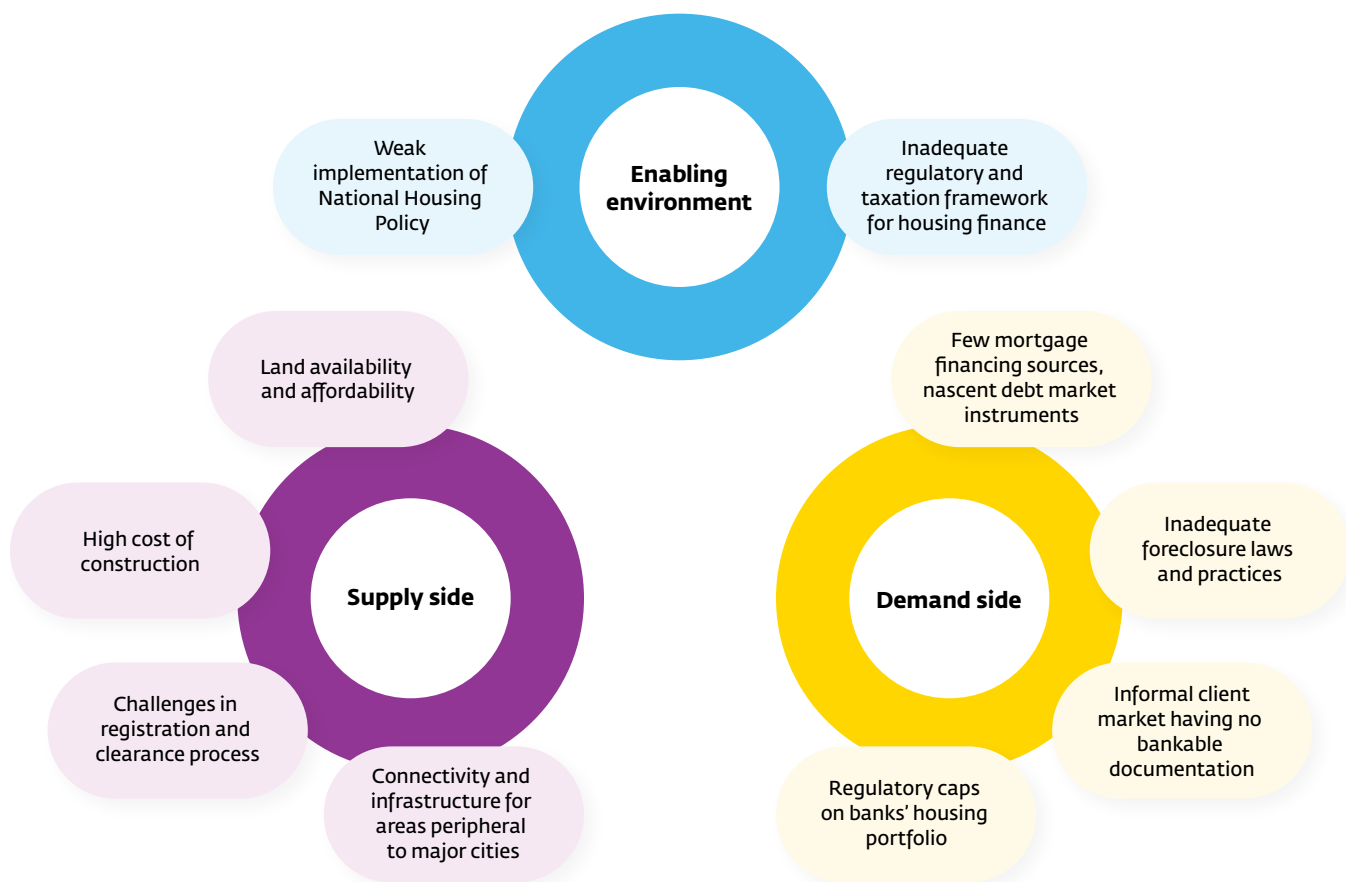 Weak
implementation of
National Housing
Policy
Enabling
environment
Inadequate
regulatory and
taxation framework
for housing finance
Land availability
and affordability
High cost of
construction
Supply side
Challenges in
registration and
clearance process
Connectivity and
infrastructure for
areas peripheral
to major cities
Few mortgage
financing sources,
nascent debt market
instruments
Inadequate
foreclosure laws
and practices
Demand side
Informal client
market having no
bankable
documentation
Regulatory caps
on banks’ housing
portfolio